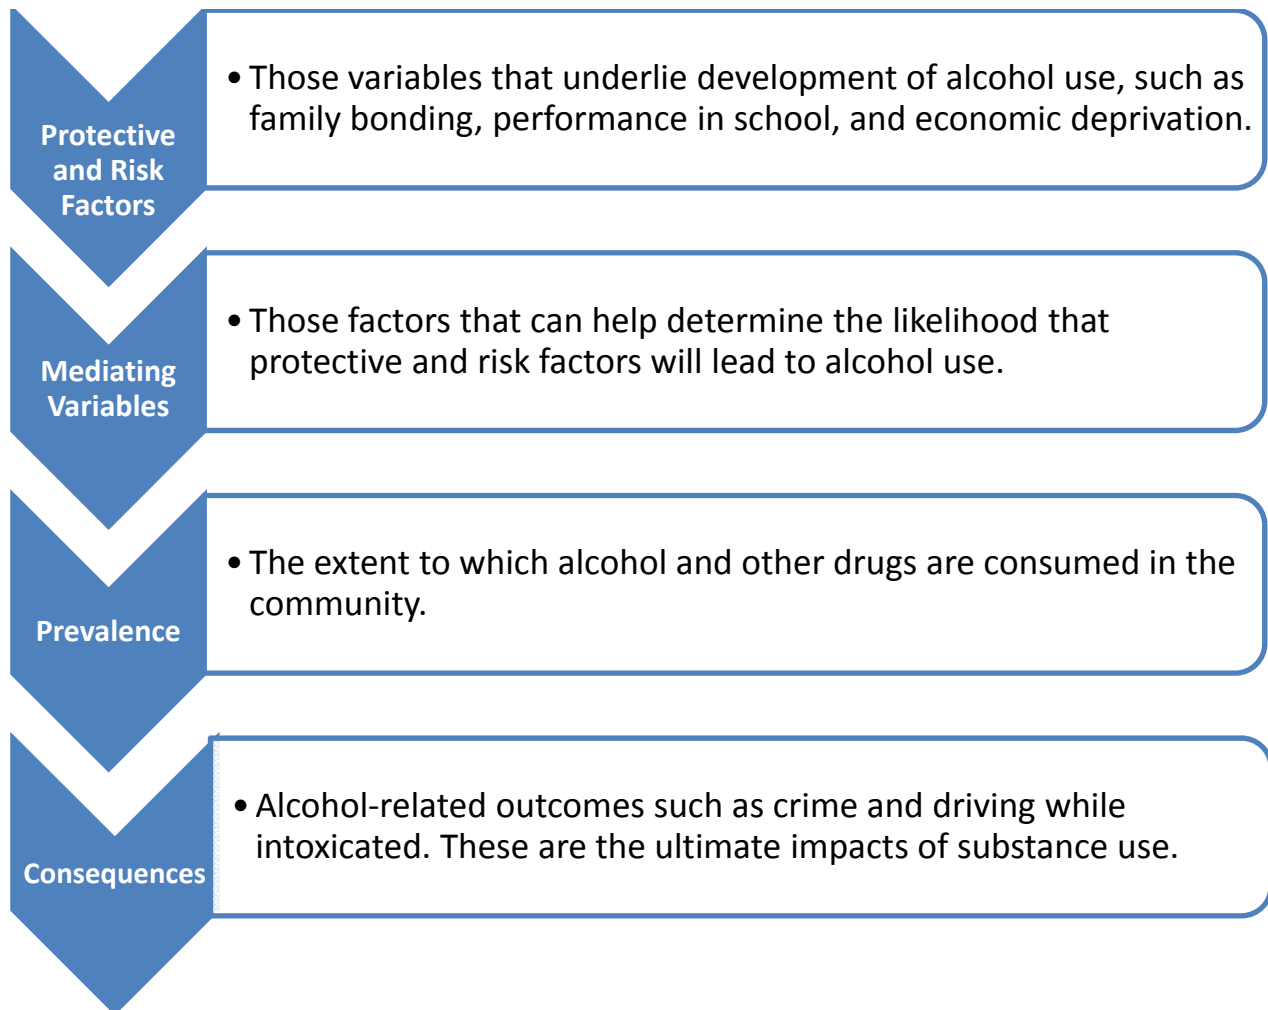 Protective
and Risk
Factors
• Those variables that underlie development of alcohol use, such as
family bonding, performance in school, and economic deprivation.
Mediating
Variables
• Those factors that can help determine the likelihood that
protective and risk factors will lead to alcohol use.
Prevalence
• The extent to which alcohol and other drugs are consumed in the
community.
Consequences
• Alcohol-related outcomes such as crime and driving while
intoxicated. These are the ultimate impacts of substance use.